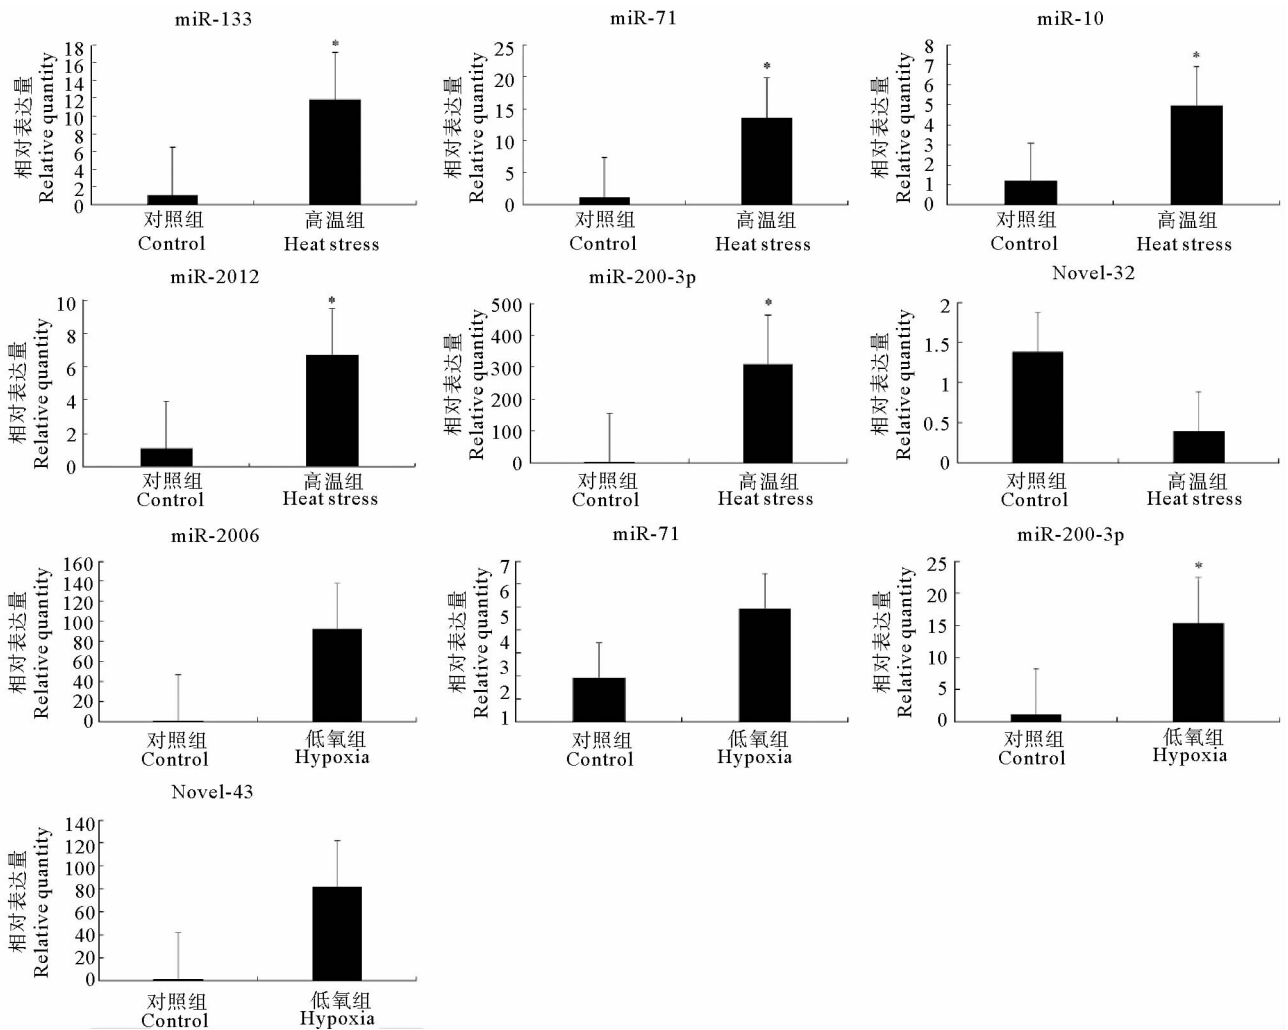 miR-133
相对表达量
Relative quantity
18
16
14
12
10
8
6
4
2
0
*
对照组
Control
高温组
Heat stress
miR-71
相对表达量
Relative quantity
25
20
15
10
5
0
*
对照组
Control
高温组
Heat stress
miR-10
相对表达量
Relative quantity
8
7
6
5
4
3
2
1
0
*
对照组
Control
高温组
Heat stress
miR-2012
相对表达量
Relative quantity
10
8
6
4
2
0
*
对照组
Control
高温组
Heat stress
miR-200-3p
相对表达量
Relative quantity
500
400
300
200
100
0
*
对照组
Control
高温组
Heat stress
Novel-32
相对表达量
Relative quantity
2
1.5
1
0.5
0
对照组
Control
高温组
Heat stress
miR-2006
相对表达量
Relative quantity
160
140
120
100
80
60
40
20
0
对照组
Control
低氧组
Hypoxia
miR-71
相对表达量
Relative quantity
7
6
5
4
3
2
1
对照组
Control
低氧组
Hypoxia
miR-200-3p
相对表达量
Relative quantity
25
20
15
10
5
0
*
对照组
Control
低氧组
Hypoxia
Novel-43
相对表达量
Relative quantity
140
120
100
80
60
40
20
0
对照组
Control
低氧组
Hypoxia